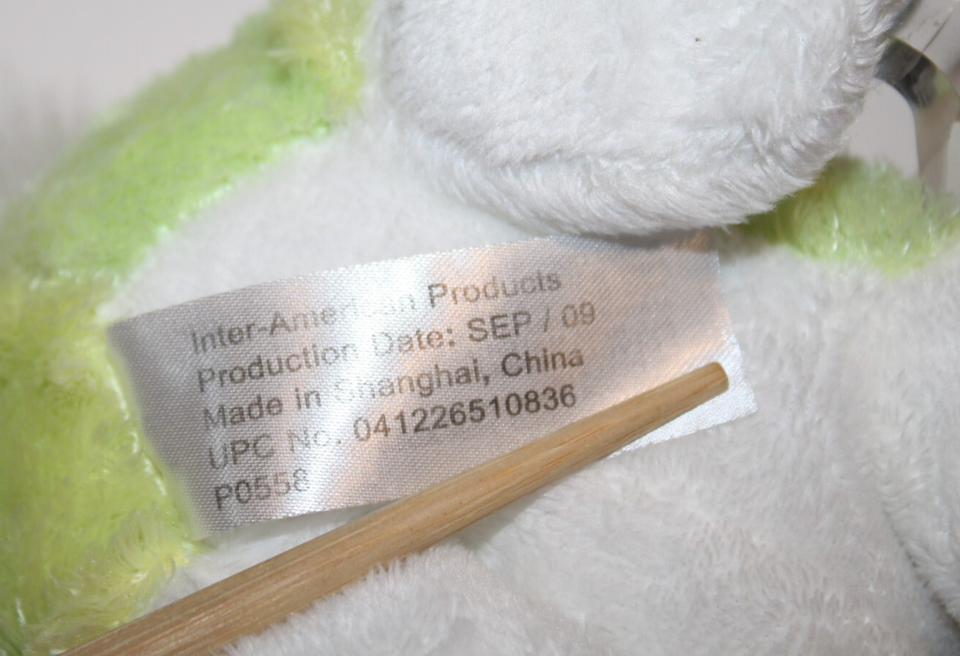 Inter-American Products
Production Date: SEP / 09
Made in Shanghai, China
UPC No. 041226510836
P0558